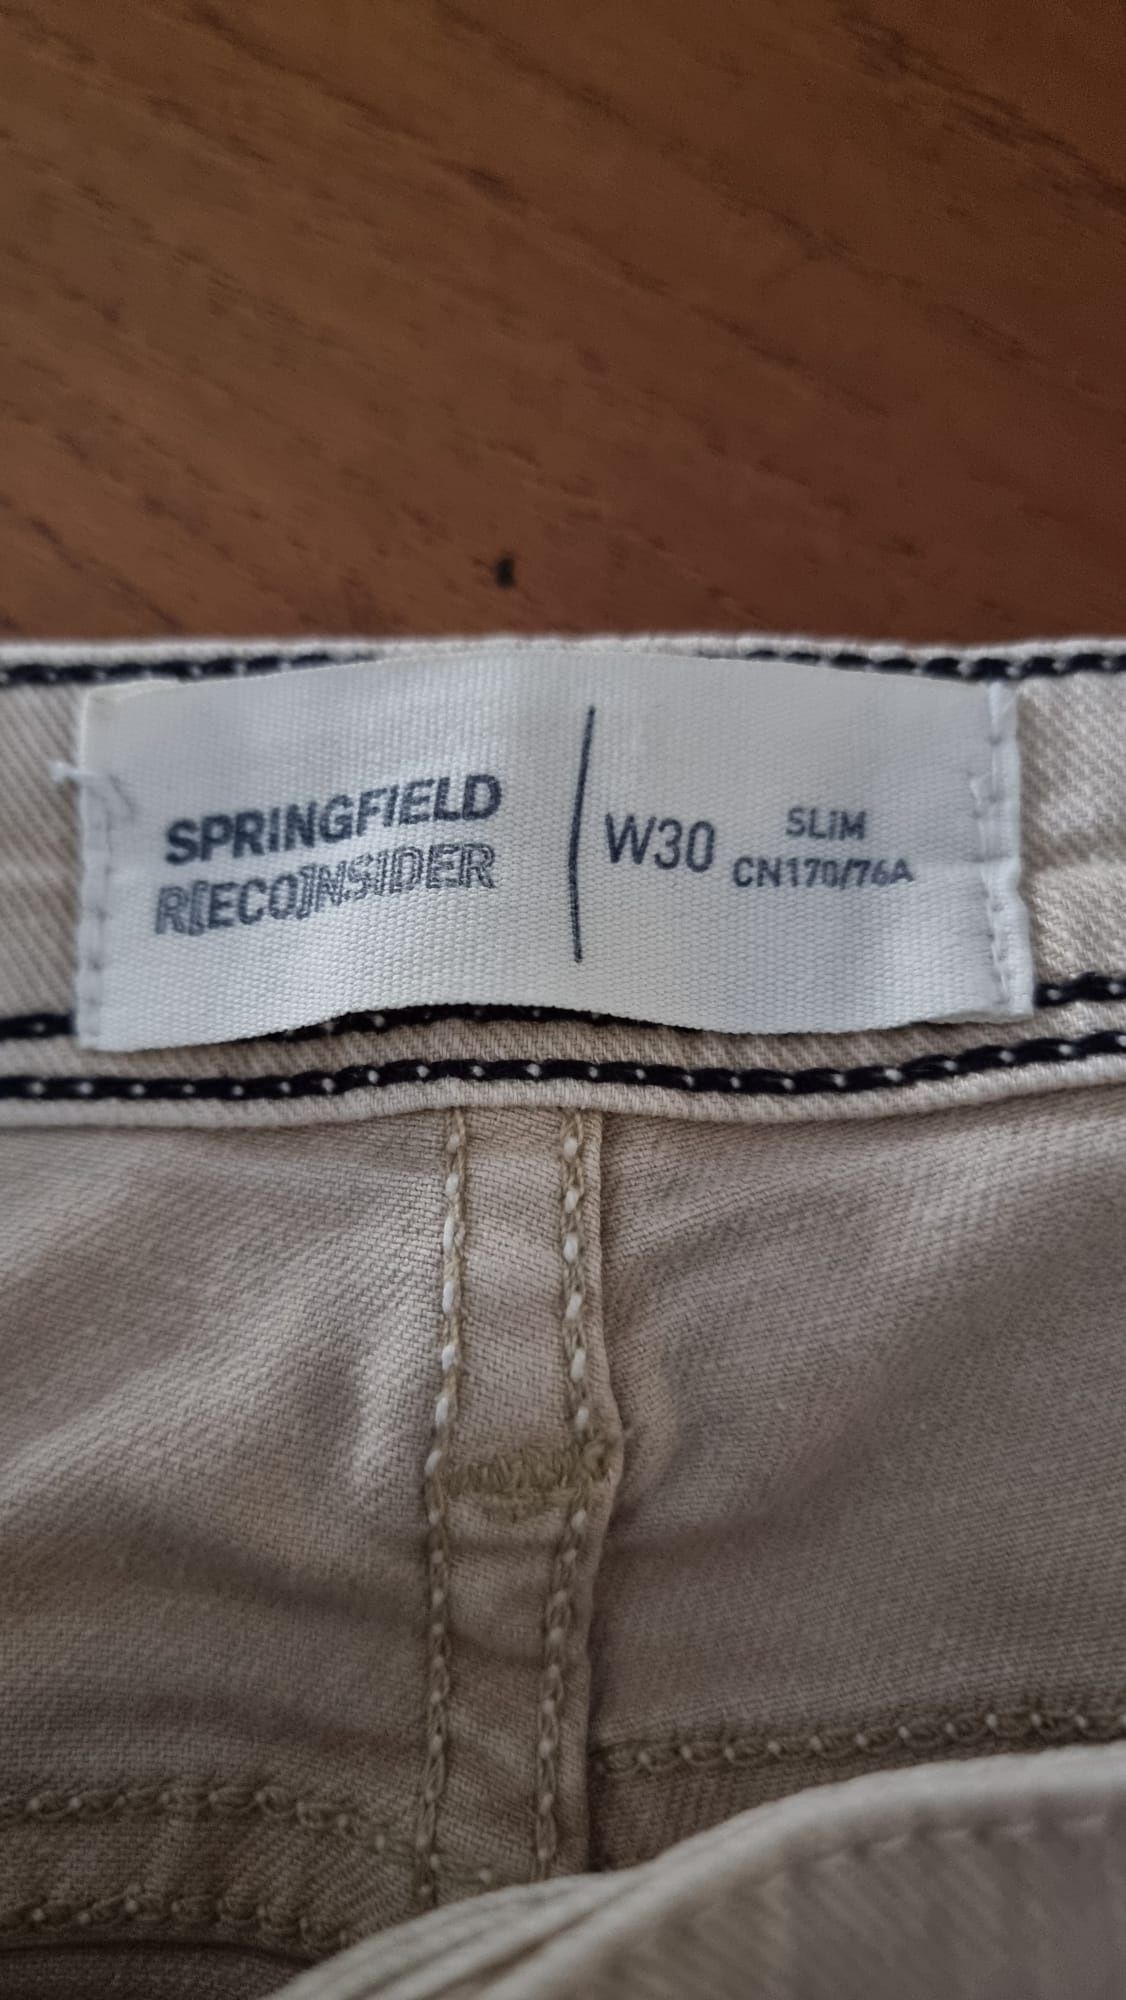 SPRINGFIELD
R[ECO]NSIDER
W30
SLIM
CN170/76A